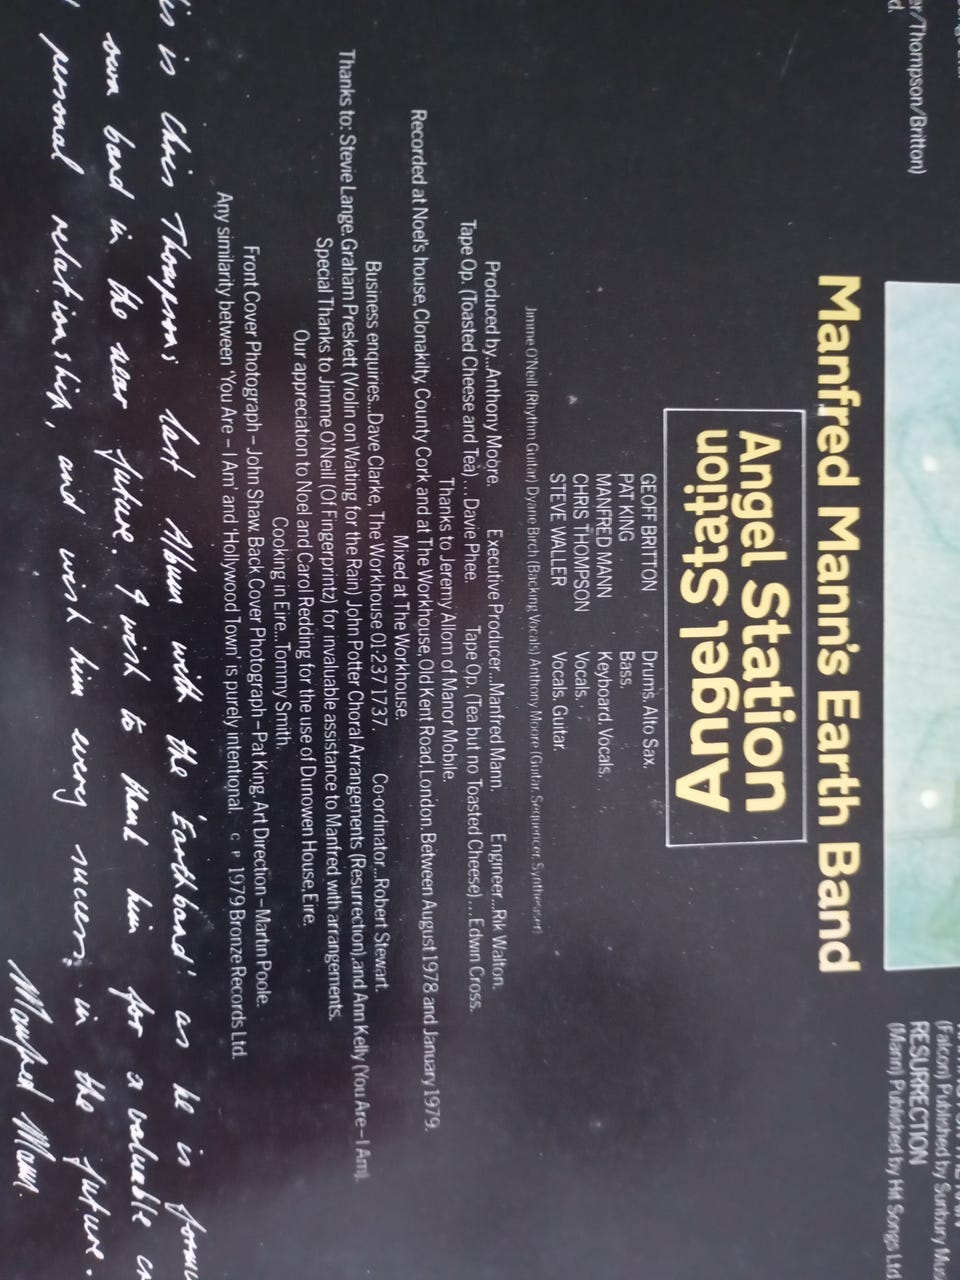 er/Thompson/Britton)
(Falcon) Published by Sunbury Mus
RESURRECTION
(Mann) Published by Hit Songs Ltd
Manfred Mann's Earth Band
Angel Station
Angel Station
GEOFF BRITTON Drums, Alto Sax.
PAT KING Bass.
MANFRED MANN Keyboard, Vocals.
CHRIS THOMPSON Vocals.
STEVE WALLER Vocals, Guitar.
Jimme O'Neill (Rhythm Guitar) Dyane Birch (Backing Vocals) Anthony Moore (Guitar, Sequencer, Synthesiser)
Produced by...Anthony Moore. Executive Producer...Manfred Mann. Engineer...Rik Walton.
Tape Op. (Toasted Cheese and Tea)...Davie Phee. Tape Op. (Tea but no Toasted Cheese)...Edwin Cross.
Thanks to Jeremy Allom of Manor Mobile.
Recorded at Noel's house, Clonakilty, County Cork and at The Workhouse, Old Kent Road, London. Between August 1978 and January 1979.
Mixed at The Workhouse.
Business enquiries...Dave Clarke, The Workhouse 01-237 1737. Co-ordinator...Robert Stewart.
Thanks to: Stevie Lange, Graham Preskett (Violin on Waiting for the Rain) John Potter Choral Arrangements (Resurrection), and Ann Kelly (You Are – I Am).
Special Thanks to Jimme O'Neill (Of Fingerprintz) for invaluable assistance to Manfred with arrangements.
Our appreciation to Noel and Carol Redding for the use of Dunowen House, Eire.
Cooking in Eire...Tommy Smith.
Front Cover Photograph – John Shaw. Back Cover Photograph – Pat King. Art Direction – Martin Poole.
Any similarity between 'You Are – I Am' and 'Hollywood Town' is purely intentional. C P 1979 Bronze Records Ltd.
is is Chris Thompsons last Album with the 'Earthband' as he is
own band in the near future. I wish to thank him for a valuable
personal relationship, and wish him every success in the future.
Manfred Mann.